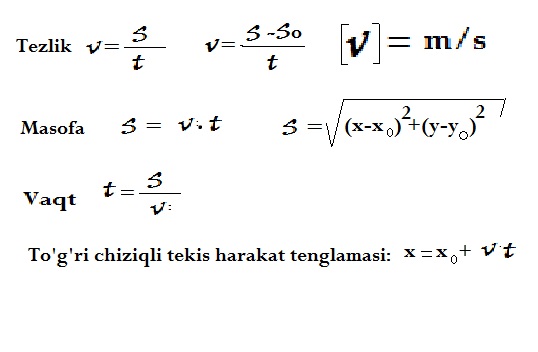 Tezlik v = s/t v = (s - s₀)/t [v] = m/s
Masofa s = v · t s = √((x-x₀)²+(y-y₀)²)
Vaqt t = s/v
To'g'ri chiziqli tekis harakat tenglamasi: x = x₀ + v·t